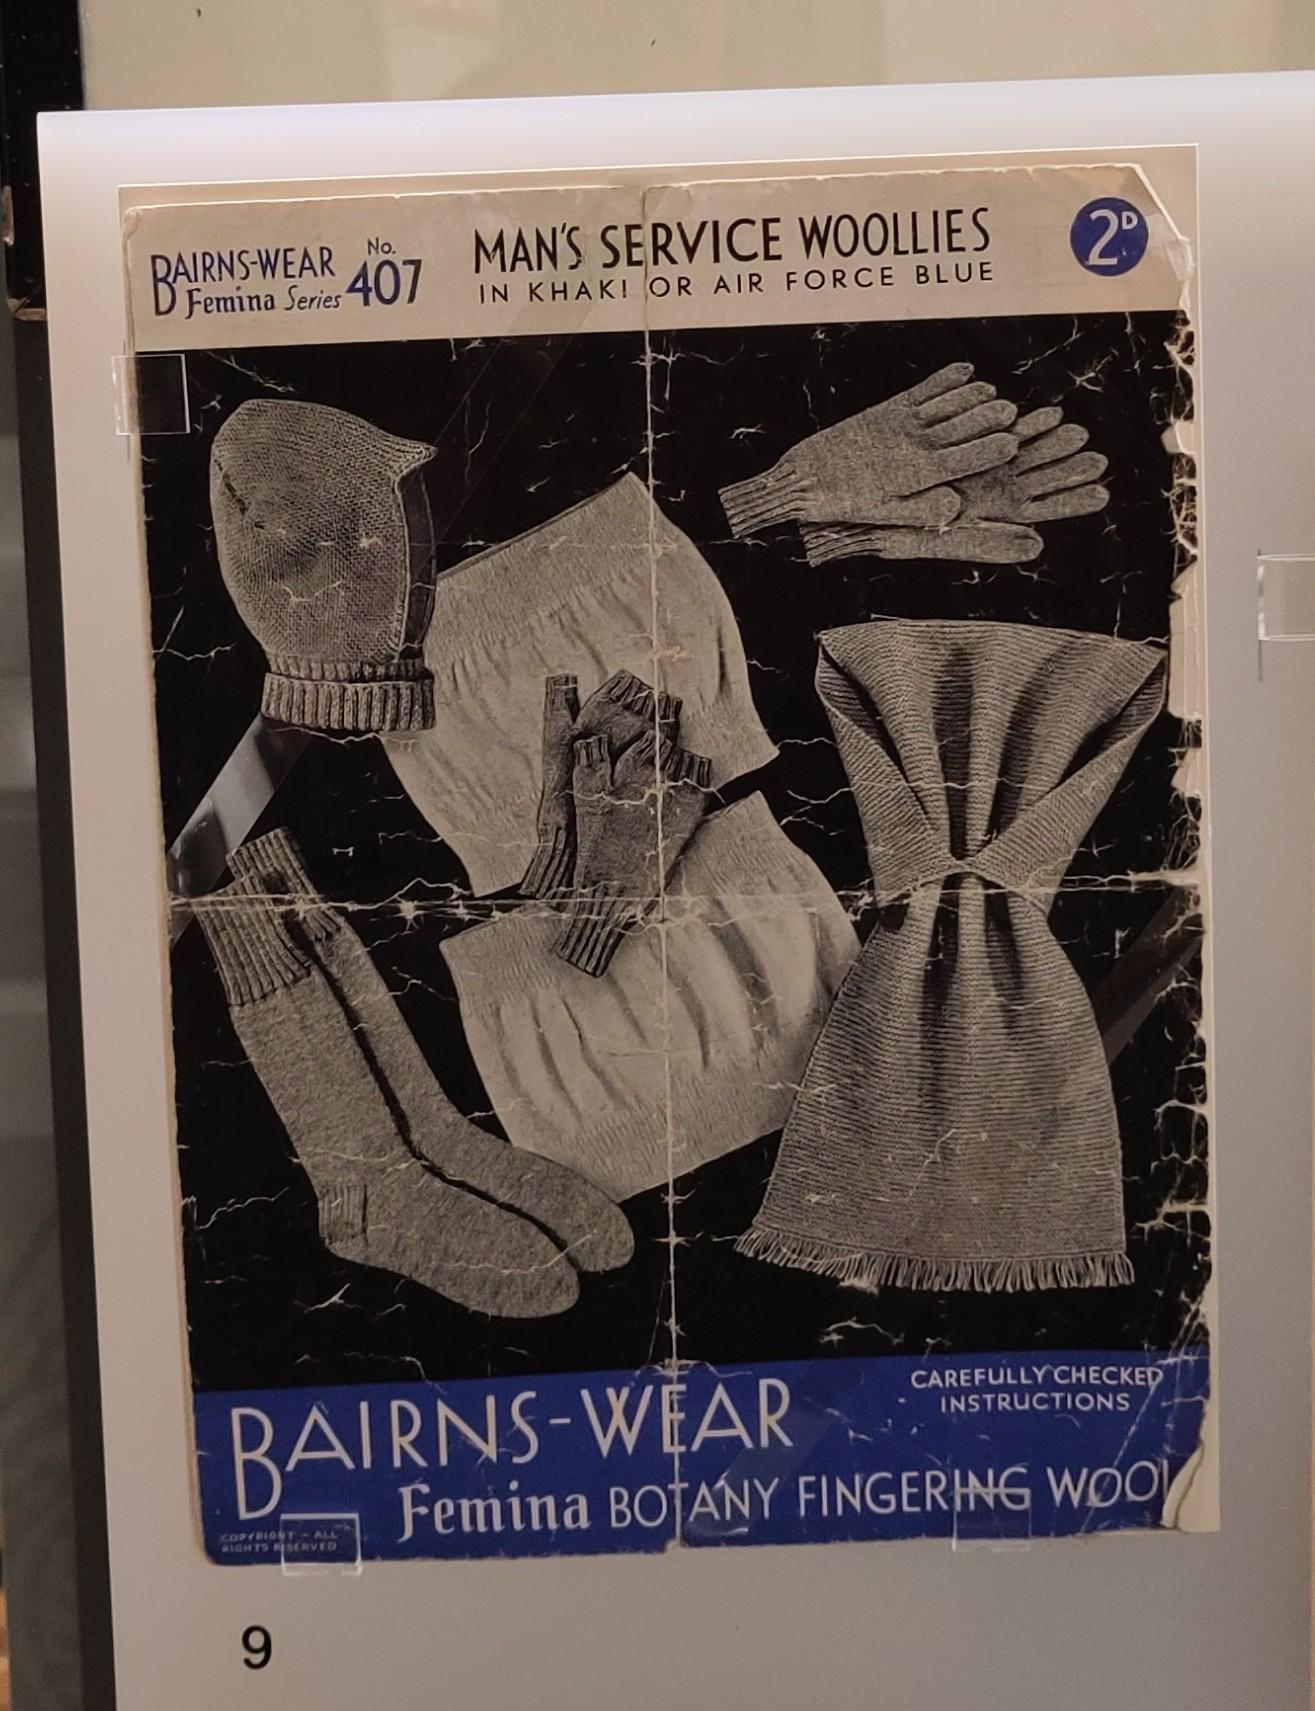 BAIRNS-WEAR
Femina Series
No. 407
MAN'S SERVICE WOOLLIES
IN KHAKI OR AIR FORCE BLUE
2D
BAIRNS-WEAR
CAREFULLY CHECKED
INSTRUCTIONS
Femina BOTANY FINGERING WOOL
COPYRIGHT - ALL
RIGHTS RESERVED
9